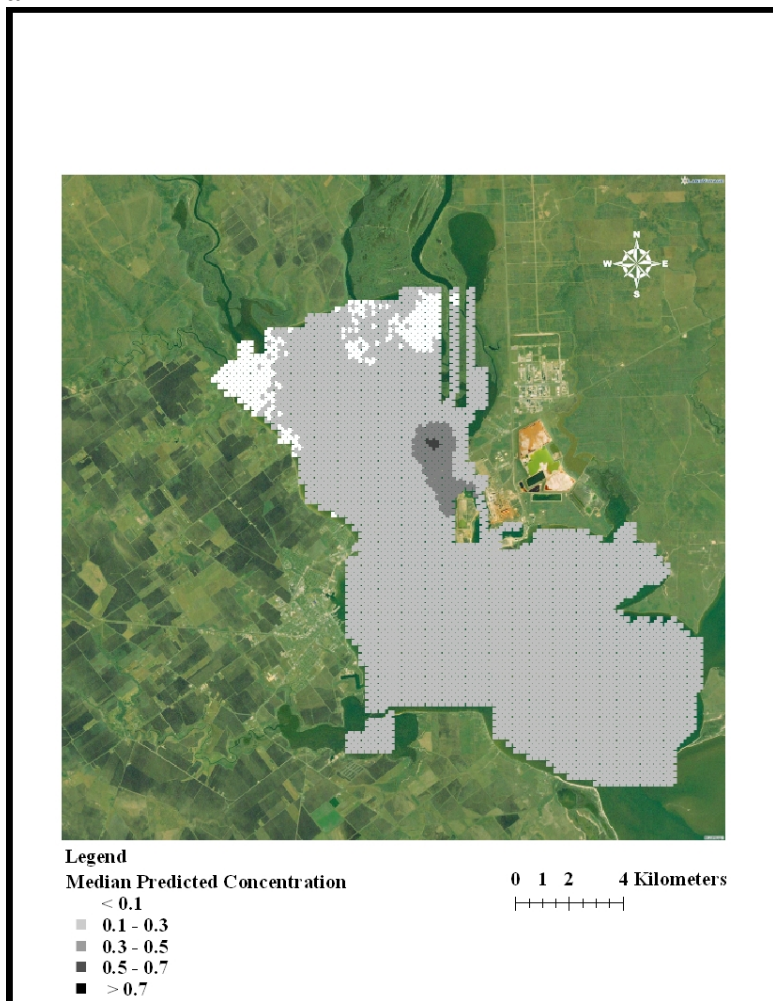 N
W E
S
Legend
Median Predicted Concentration
< 0.1
0.1 - 0.3
0.3 - 0.5
0.5 - 0.7
> 0.7
0 1 2 4 Kilometers